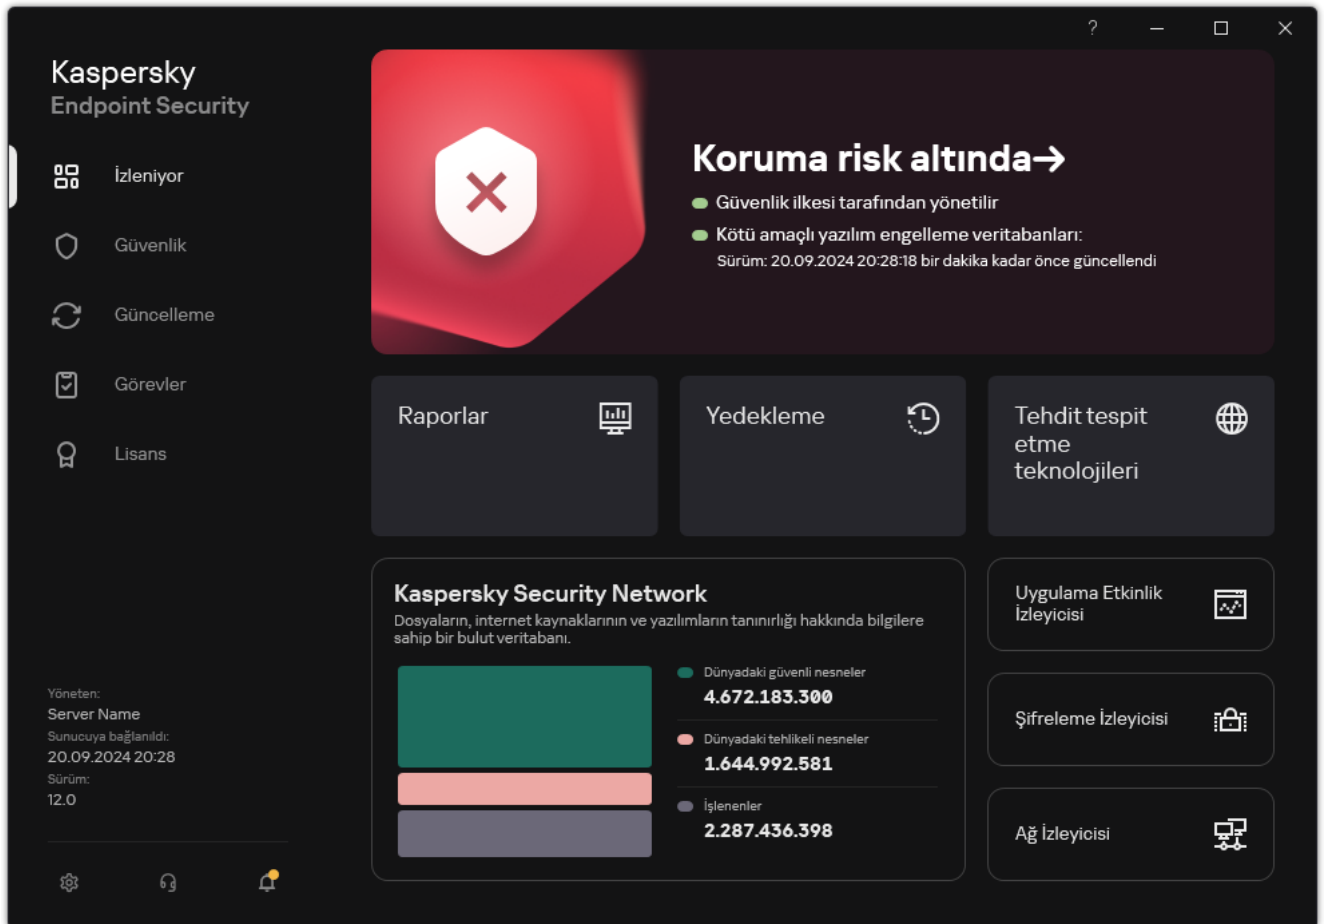 ?
Kaspersky
Endpoint Security
İzleniyor
Güvenlik
Güncelleme
Görevler
Lisans
Yöneten:
Server Name
Sunucuya bağlanıldı:
20.09.2024 20:28
Sürüm:
12.0
Koruma risk altında→
Güvenlik ilkesi tarafından yönetilir
Kötü amaçlı yazılım engelleme veritabanları:
Sürüm: 20.09.2024 20:28:18 bir dakika kadar önce güncellendi
Raporlar
Yedekleme
Tehdit tespit
etme
teknolojileri
Kaspersky Security Network
Dosyaların, internet kaynaklarının ve yazılımların tanınırlığı hakkında bilgilere
sahip bir bulut veritabanı.
Dünyadaki güvenli nesneler
4.672.183.300
Dünyadaki tehlikeli nesneler
1.644.992.581
İşlenenler
2.287.436.398
Uygulama Etkinlik
İzleyicisi
Şifreleme İzleyicisi
Ağ İzleyicisi